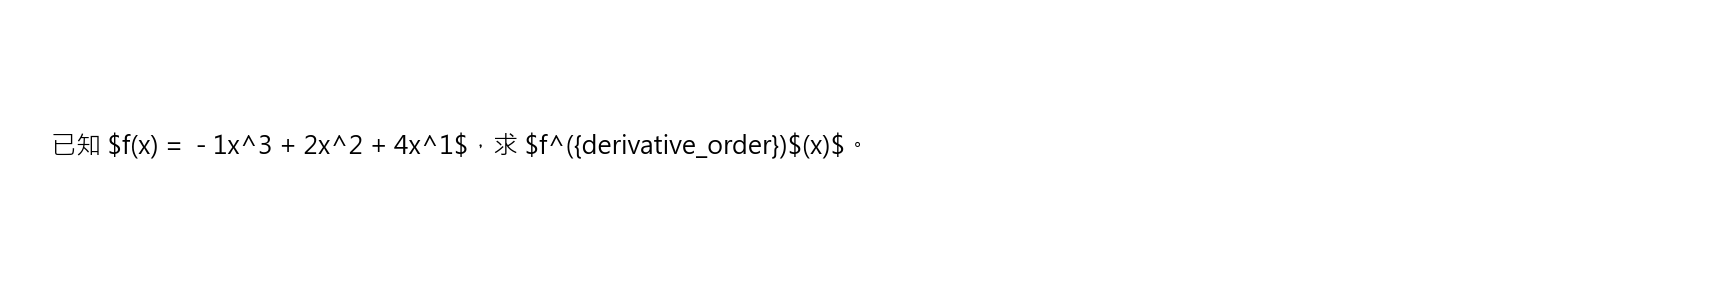 已知 $f(x) =  - 1x^3 + 2x^2 + 4x^1$，求 $f^({derivative_order})$(x)$。